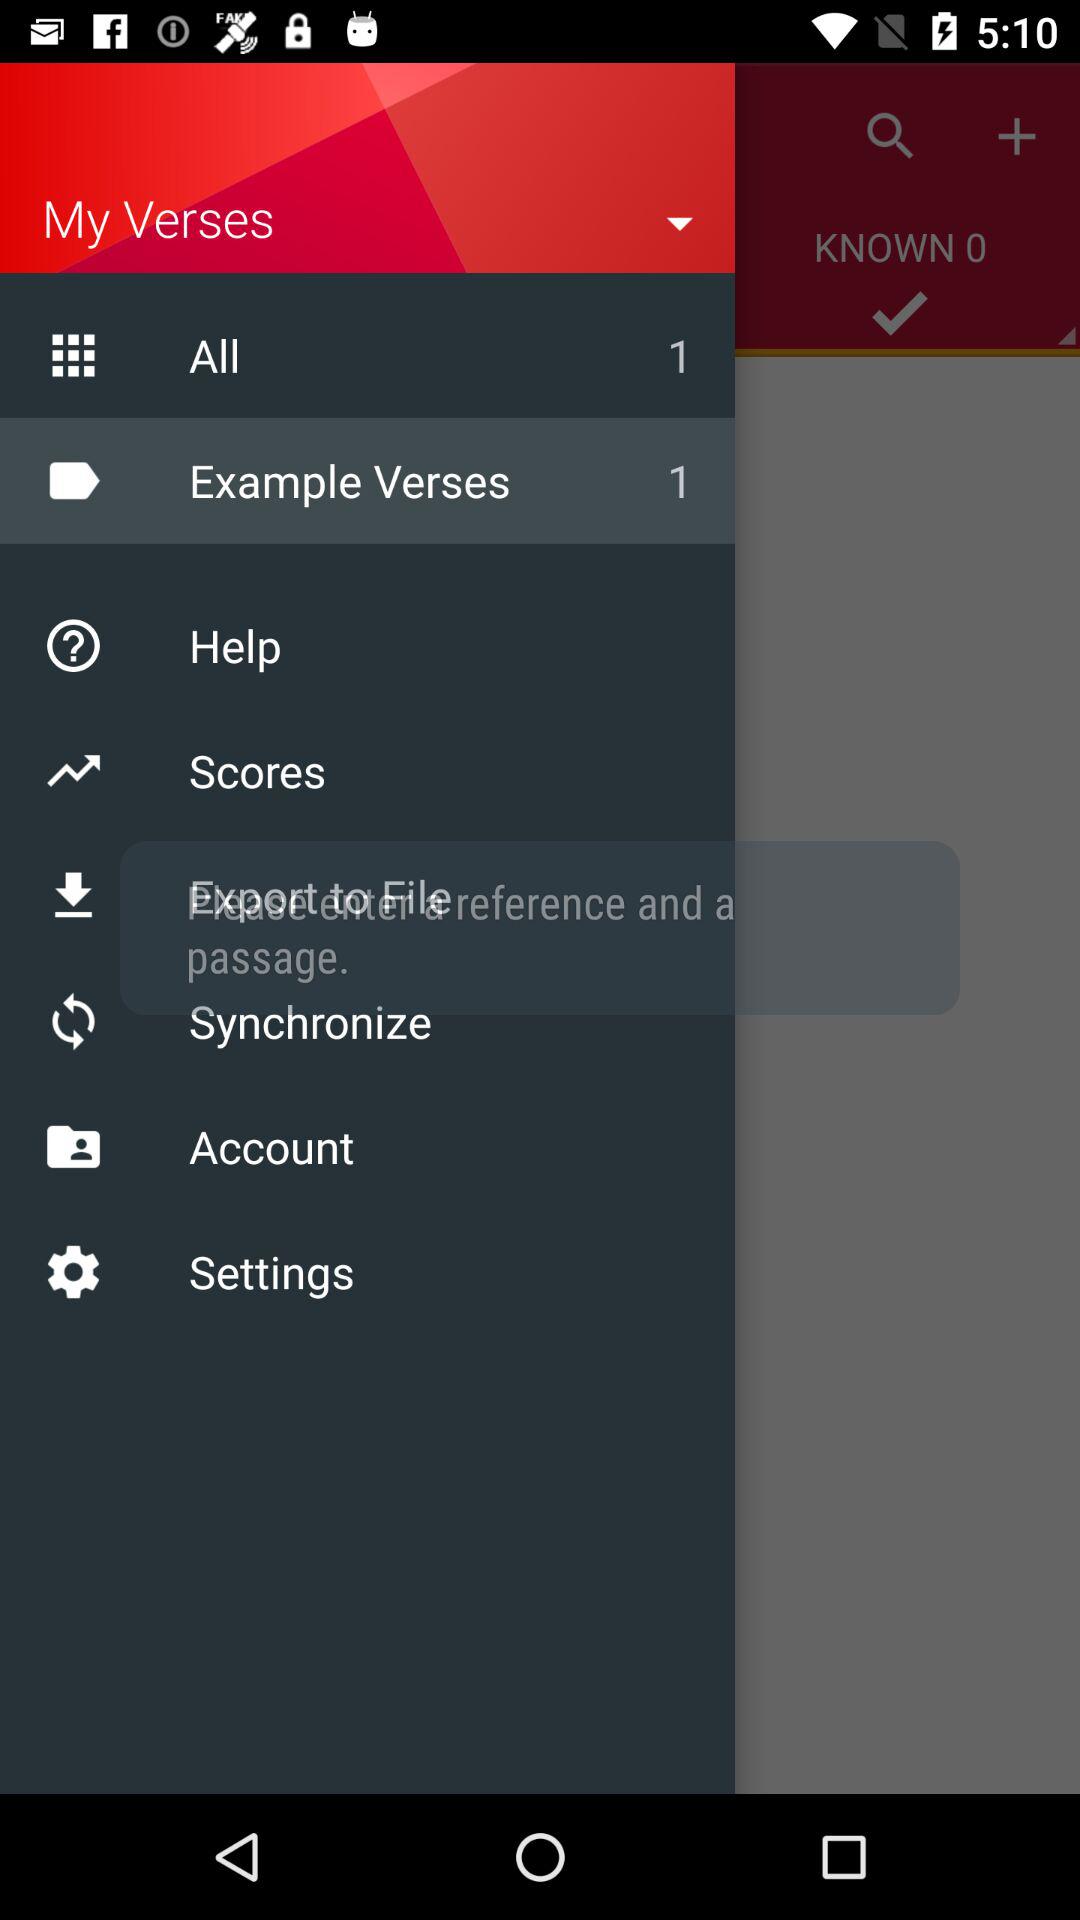 FAKE
5:10
My Verses
KNOWN 0
All 1
Example Verses 1
Help
Scores
Export to File
Please enter a reference and a
passage.
Synchronize
Account
Settings